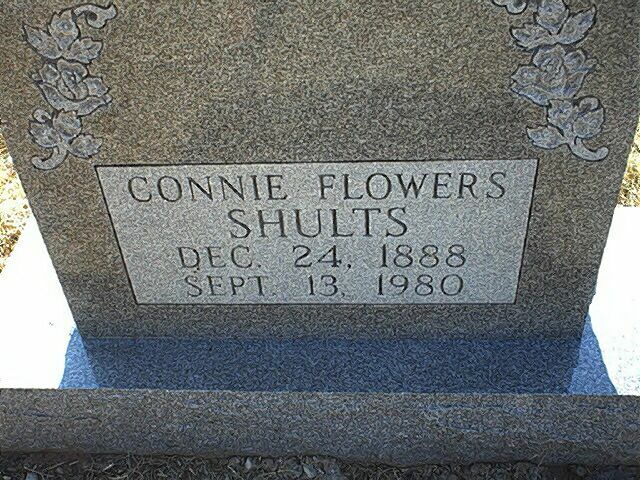 CONNIE FLOWERS
SHULTS
DEC. 24, 1888
SEPT. 13, 1980